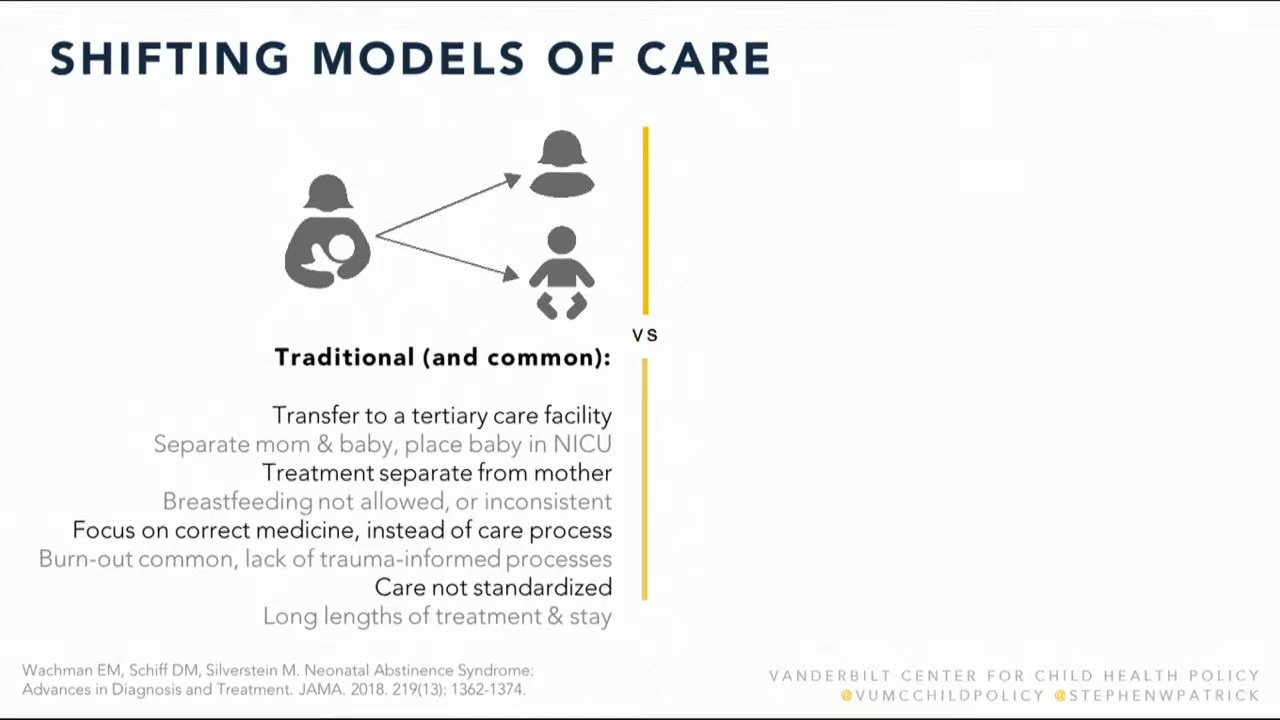 SHIFTING MODELS OF CARE
VS
Traditional (and common):
Transfer to a tertiary care facility
Separate mom & baby, place baby in NICU
Treatment separate from mother
Breastfeeding not allowed, or inconsistent
Focus on correct medicine, instead of care process
Burn-out common, lack of trauma-informed processes
Care not standardized
Long lengths of treatment & stay
Wachman EM, Schiff DM, Silverstein M. Neonatal Abstinence Syndrome:
Advances in Diagnosis and Treatment. JAMA. 2018. 219(13): 1362-1374.
VANDERBILT CENTER FOR CHILD HEALTH POLICY
@VUMCCHILDPOLICY @STEPHENWPATRICK